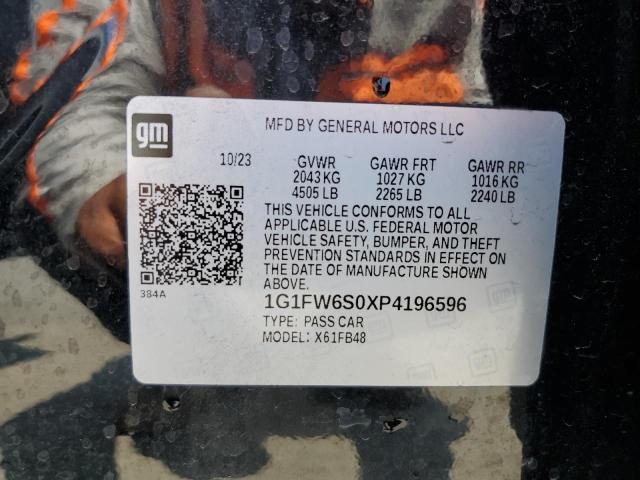 gm
MFD BY GENERAL MOTORS LLC
10/23 GVWR GAWR FRT GAWR RR
2043 KG 1027 KG 1016 KG
4505 LB 2265 LB 2240 LB
THIS VEHICLE CONFORMS TO ALL
APPLICABLE U.S. FEDERAL MOTOR
VEHICLE SAFETY, BUMPER, AND THEFT
PREVENTION STANDARDS IN EFFECT ON
THE DATE OF MANUFACTURE SHOWN
ABOVE.
384A
1G1FW6S0XP4196596
TYPE: PASS CAR
MODEL: X61FB48